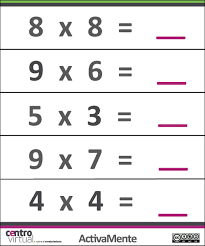 8 x 8 = __
9 x 6 = __
5 x 3 = __
9 x 7 = __
4 x 4 = __
centro
virtual
ActivaMente